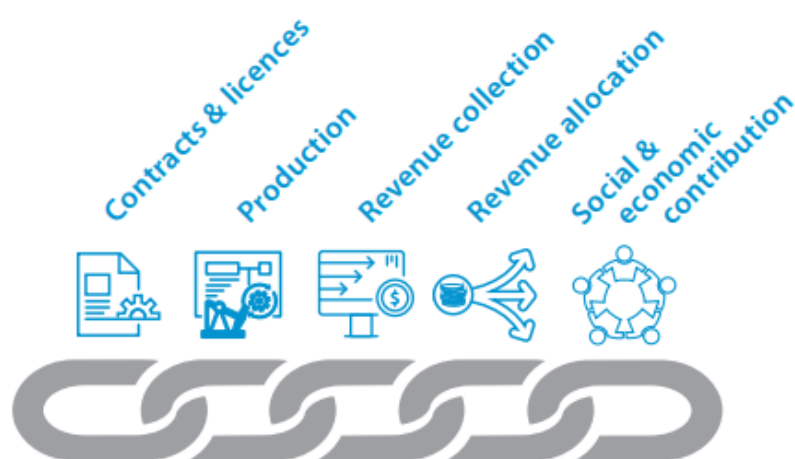 Contracts & licences
Production
Revenue collection
Revenue allocation
Social &
economic
contribution
$